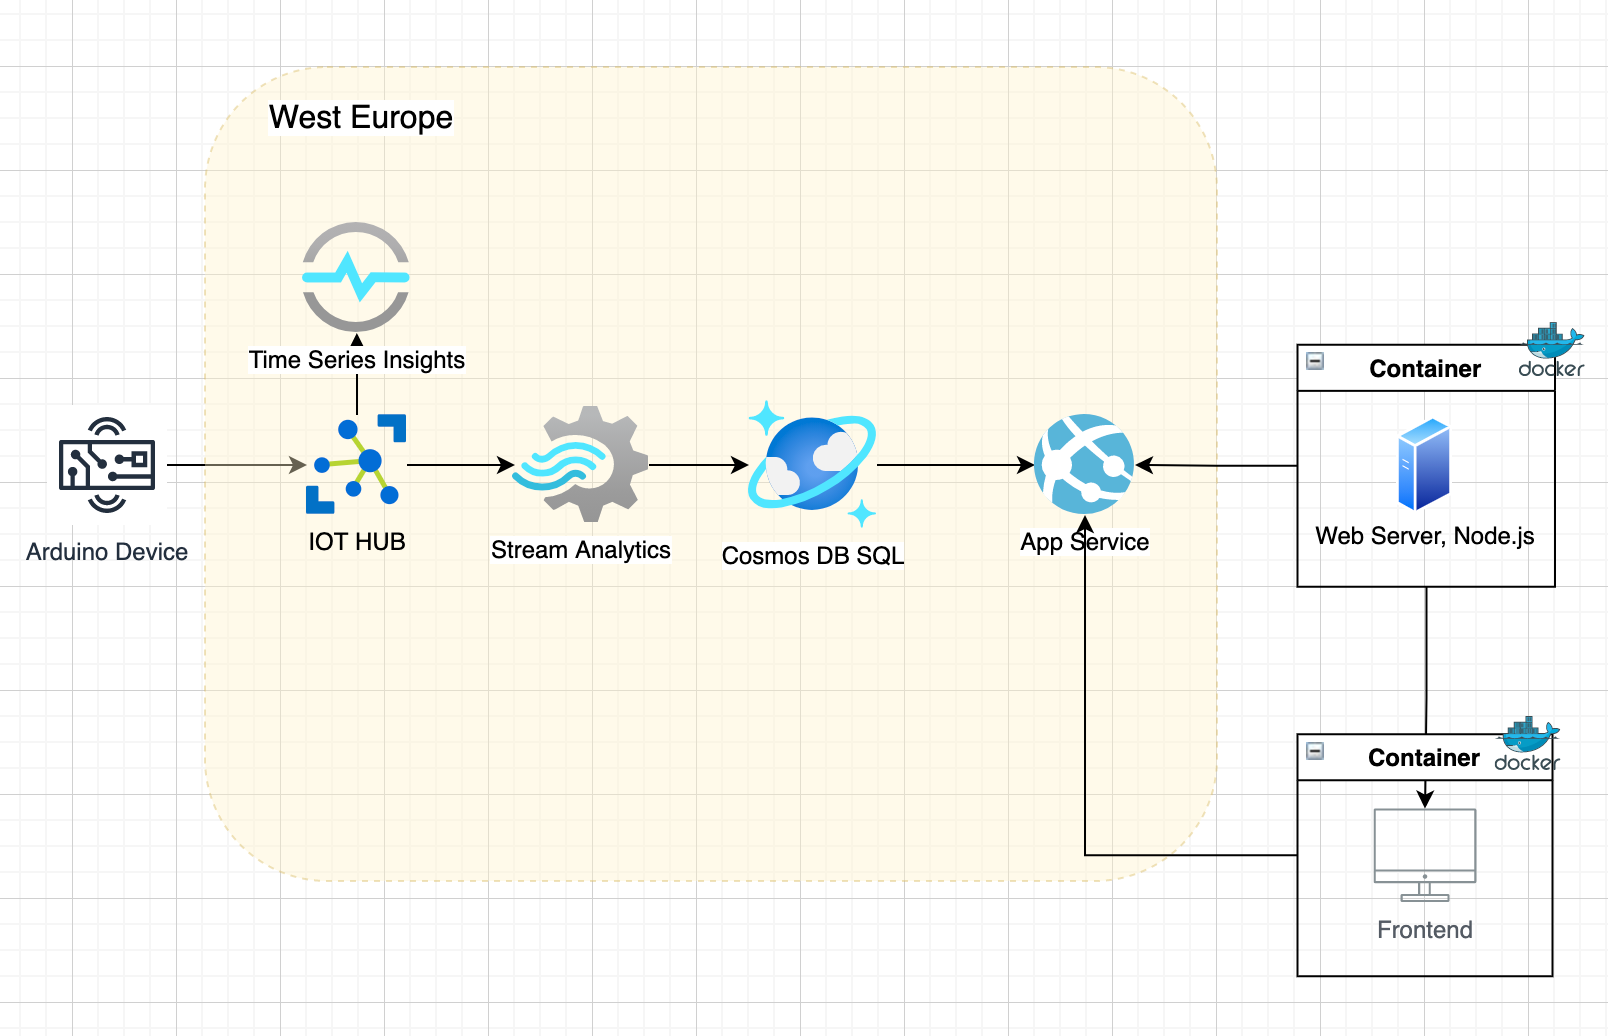 West Europe
Time Series Insights
Arduino Device
IOT HUB
Stream Analytics
Cosmos DB SQL
App Service
Container
docker
Web Server, Node.js
Container
docker
Frontend